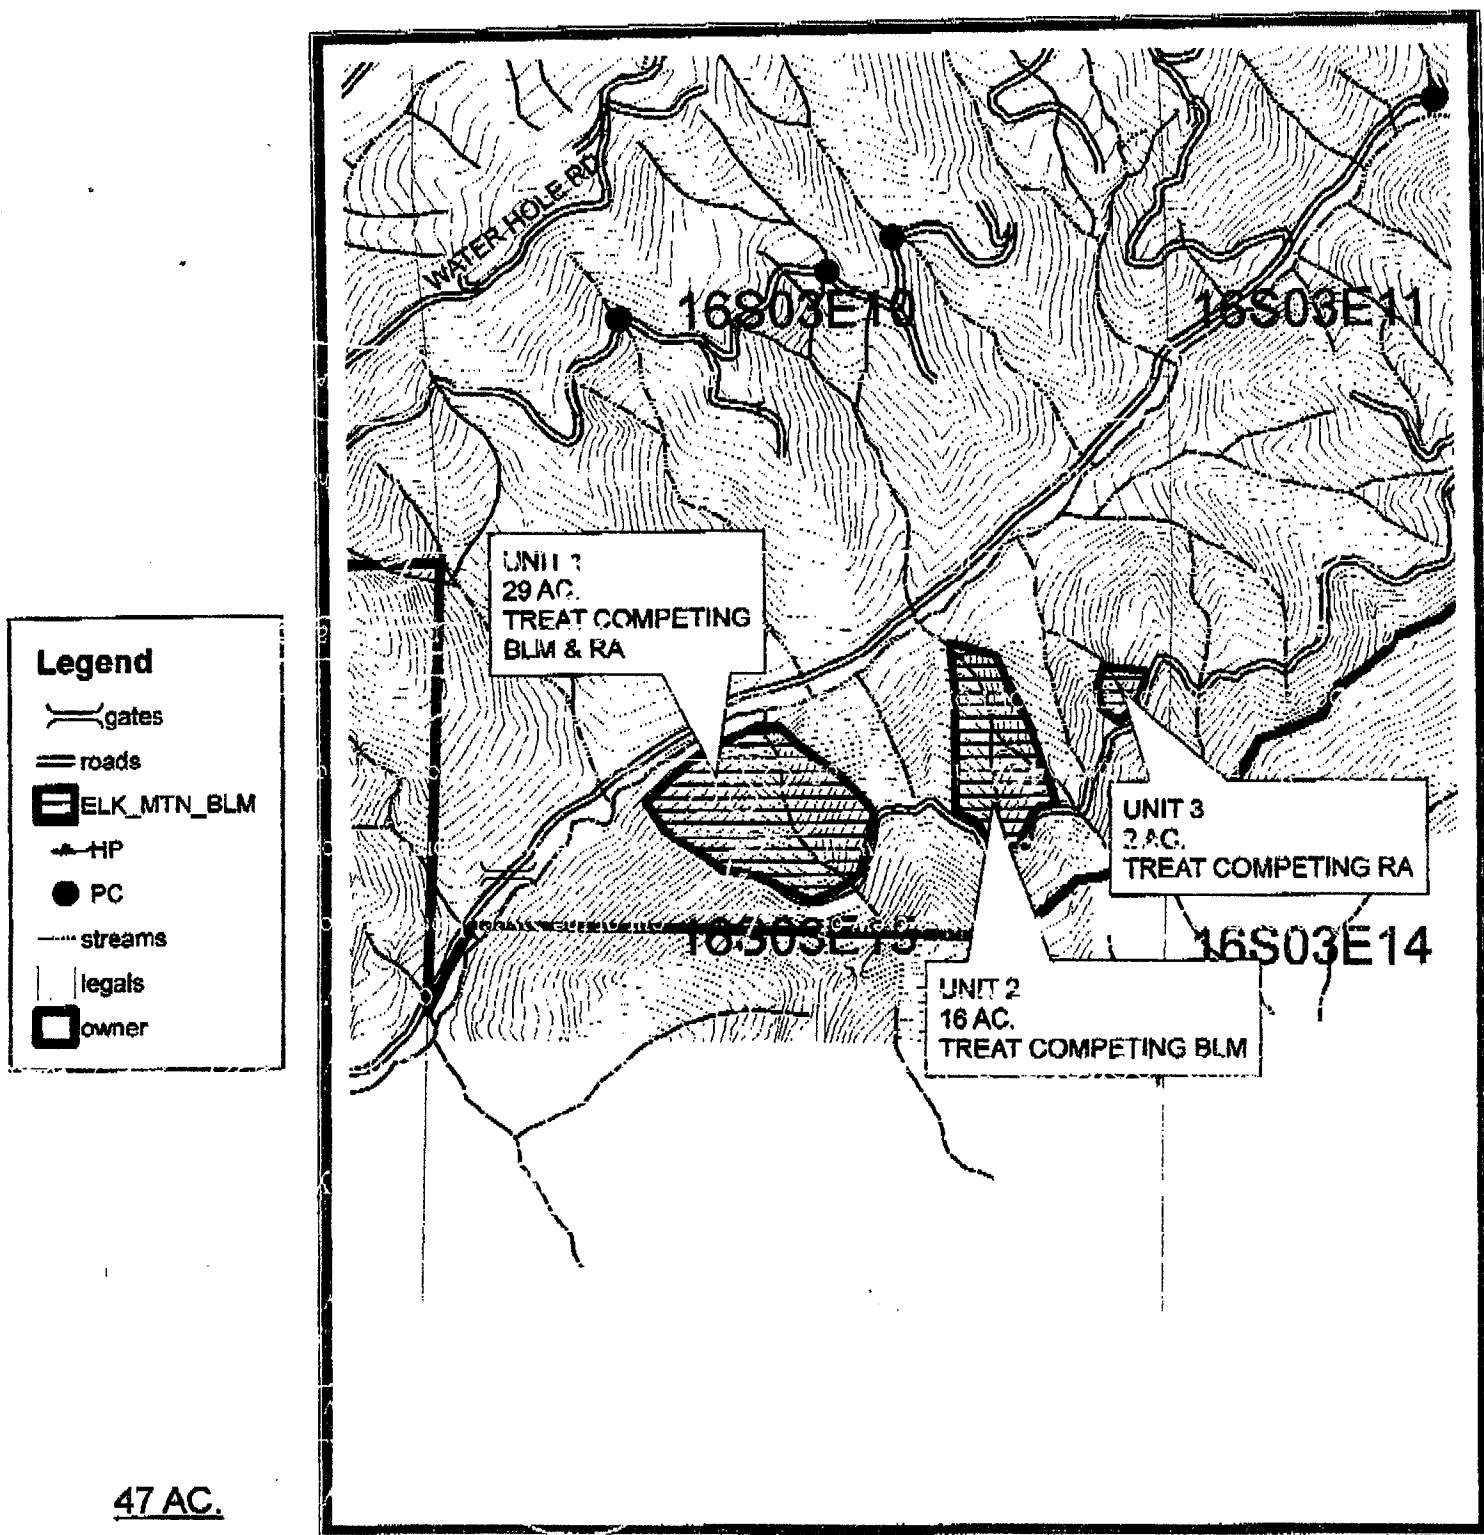 WATER HOLE RD
16S03E10
16S03E11
UNIT 1
29 AC.
TREAT COMPETING
BLM & RA
Legend
gates
roads
ELK_MTN_BLM
HP
PC
streams
legals
owner
UNIT 3
2 AC.
TREAT COMPETING RA
16S03E15
16S03E14
UNIT 2
16 AC.
TREAT COMPETING BLM
47 AC.